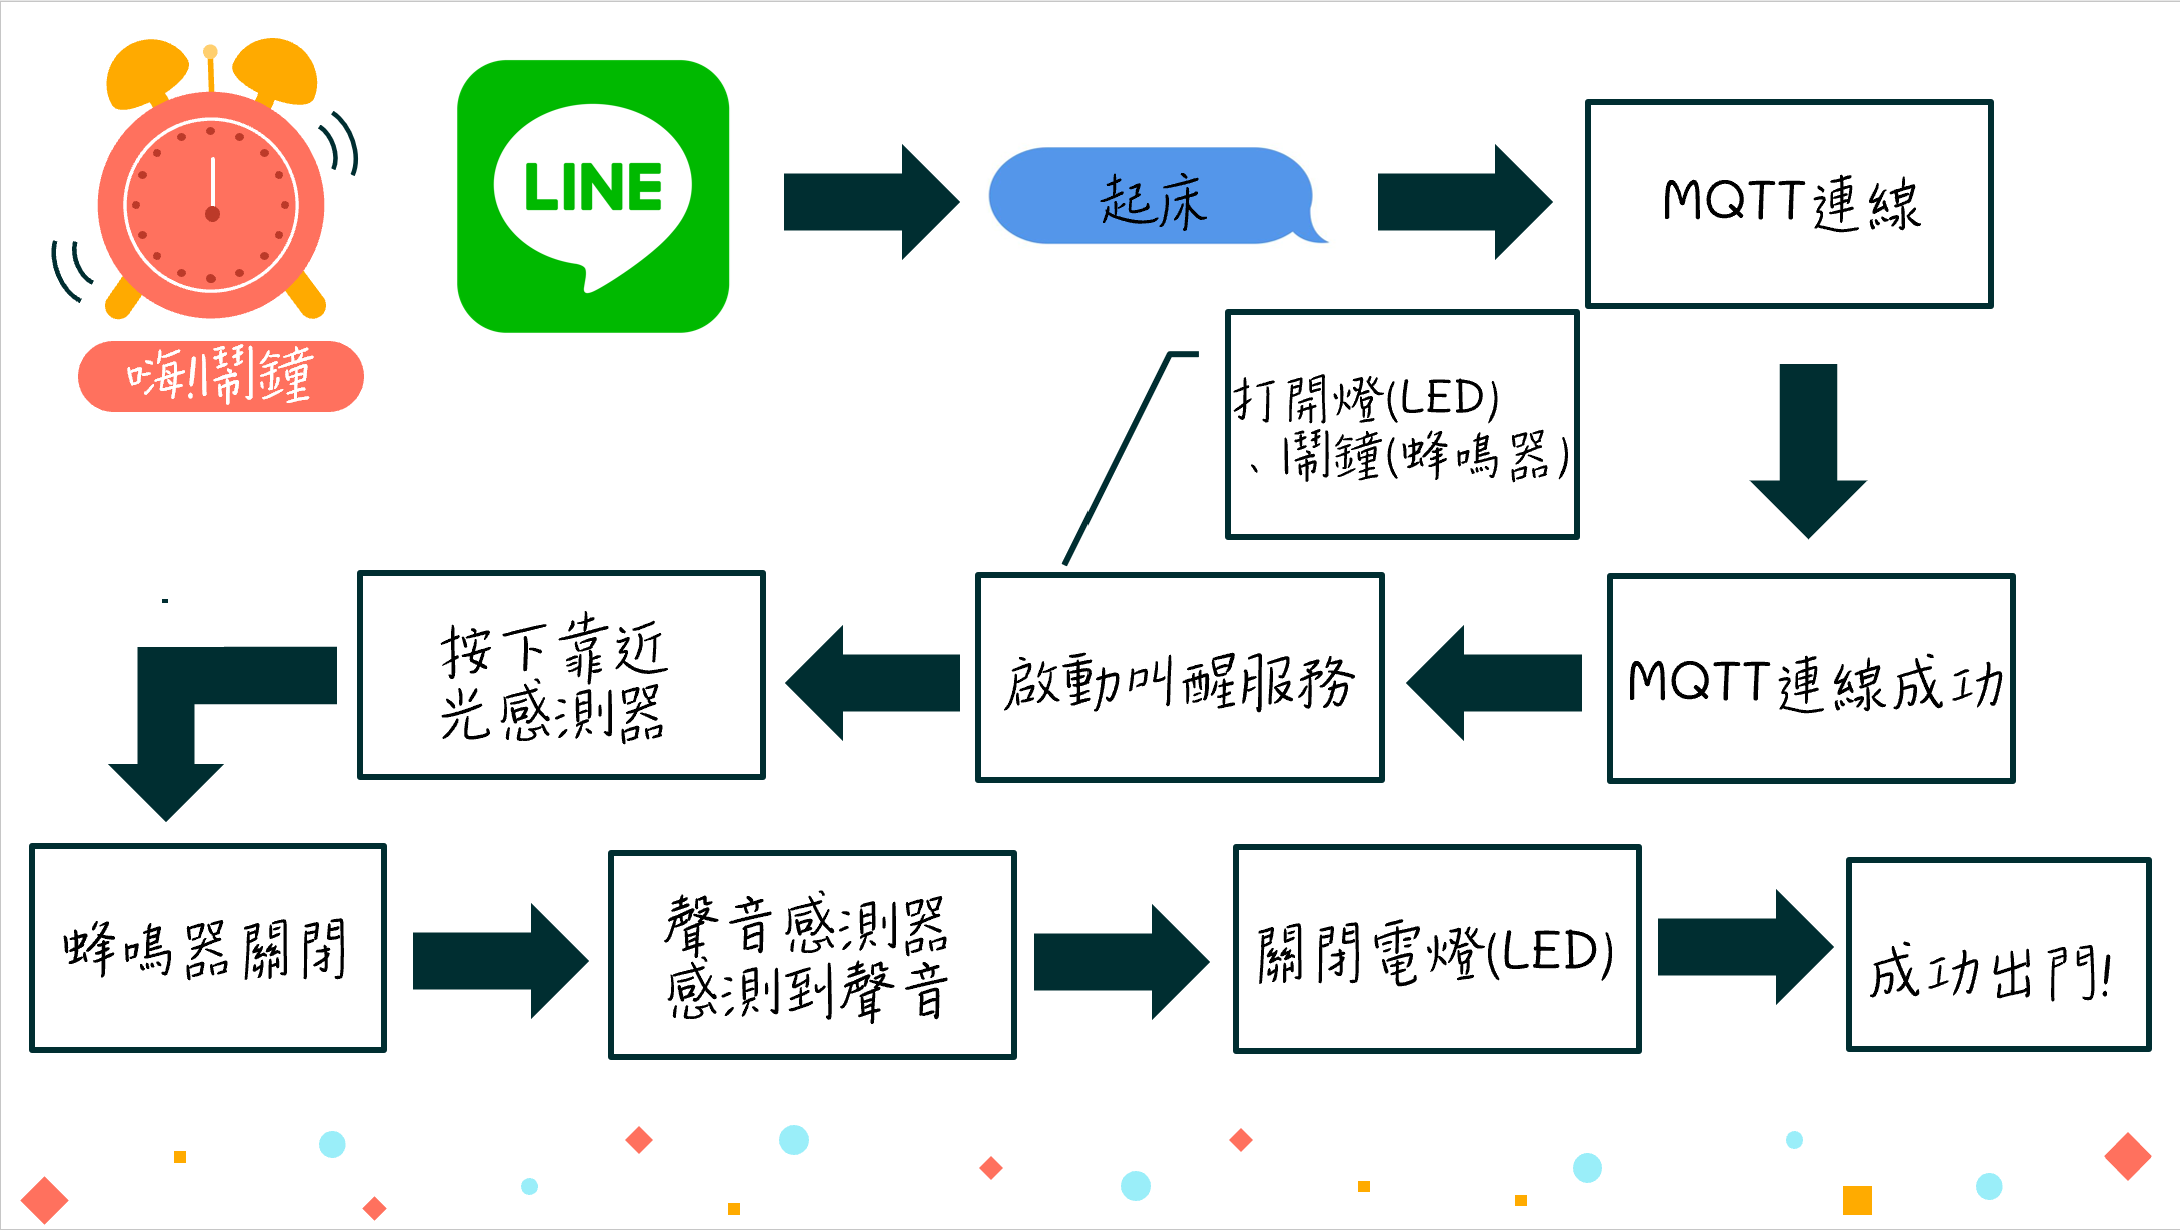 LINE
起床
MQTT連線
嗨!鬧鐘
打開燈(LED)
、鬧鐘(蜂鳴器)
按下靠近
光感測器
啟動叫醒服務
MQTT連線成功
蜂鳴器關閉
聲音感測器
感測到聲音
關閉電燈(LED)
成功出門!